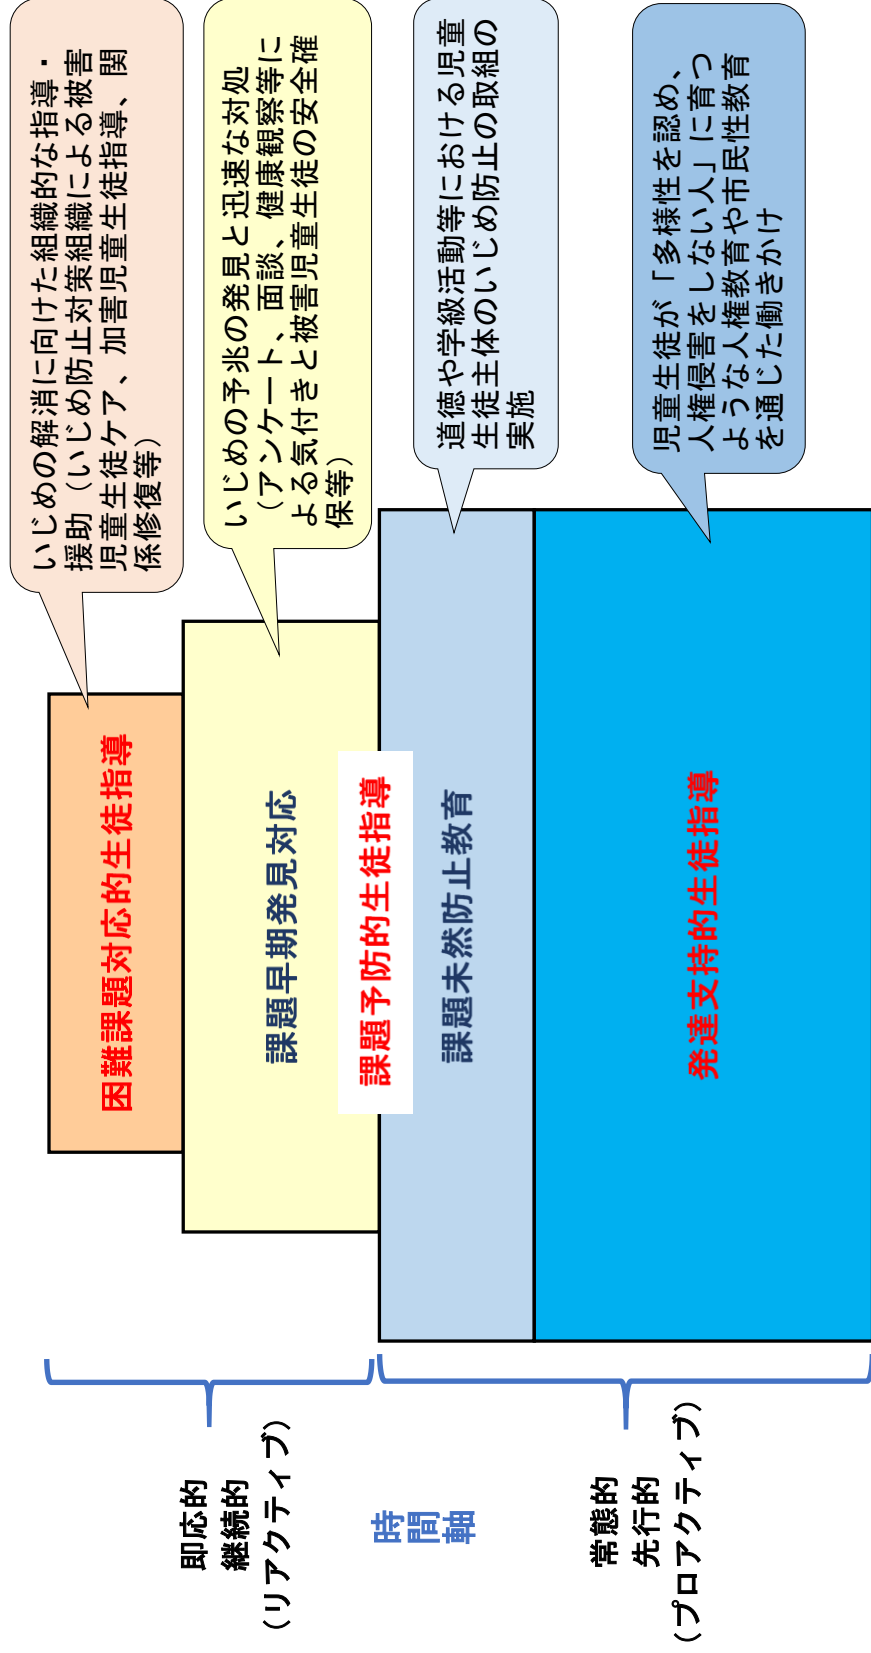 いじめの解消に向けた組織的な指導・
援助（いじめ防止対策組織による被害
児童生徒ケア、加害児童生徒指導、関
係修復等）
困難課題対応的生徒指導
いじめの予兆の発見と迅速な対処
（アンケート、面談、健康観察等に
よる気付きと被害児童生徒の安全確
保等）
課題早期発見対応
課題予防的生徒指導
道徳や学級活動等における児童
生徒主体のいじめ防止の取組の
実施
課題未然防止教育
児童生徒が「多様性を認め、
人権侵害をしない人」に育つ
ような人権教育や市民性教育
を通じた働きかけ
発達支持的生徒指導
即応的
継続的
（リアクティブ）
時間軸
常態的
先行的
（プロアクティブ）